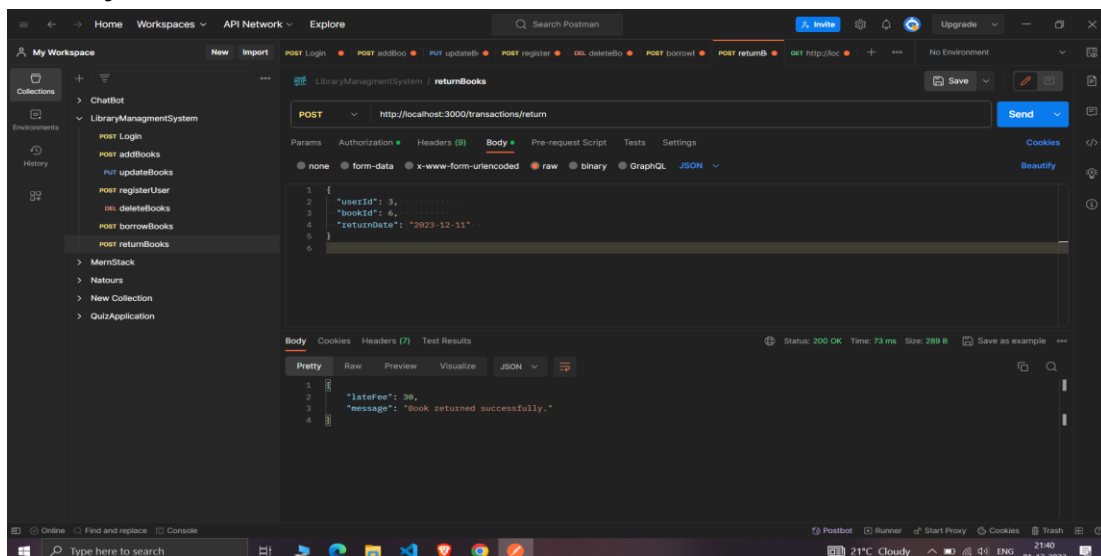 Home Workspaces API Network Explore Search Postman Invite Upgrade
My Workspace New Import POST Login POST addBoo PUT updateB POST register DEL deleteBo POST borrowI POST returnB GET http://loc No Environment
Collections
Environments
History
ChatBot
LibraryManagmentSystem
POST Login
POST addBooks
PUT updateBooks
POST registerUser
DEL deleteBooks
POST borrowBooks
POST returnBooks
MernStack
Natours
New Collection
QuizApplication
LibraryManagmentSystem / returnBooks Save
POST http://localhost:3000/transactions/return Send
Params Authorization Headers (9) Body Pre-request Script Tests Settings Cookies
none form-data x-www-form-urlencoded raw binary GraphQL JSON Beautify
1 {
2 "userId": 3,
3 "bookId": 6,
4 "returnDate": "2023-12-11"
5 }
6
Body Cookies Headers (7) Test Results Status: 200 OK Time: 73 ms Size: 289 B Save as example
Pretty Raw Preview Visualize JSON
1 {
2 "lateFee": 30,
3 "message": "Book returned successfully."
4 }
Online Find and replace Console Postbot Runner Start Proxy Cookies Trash
Type here to search 21°C Cloudy ENG 21:40